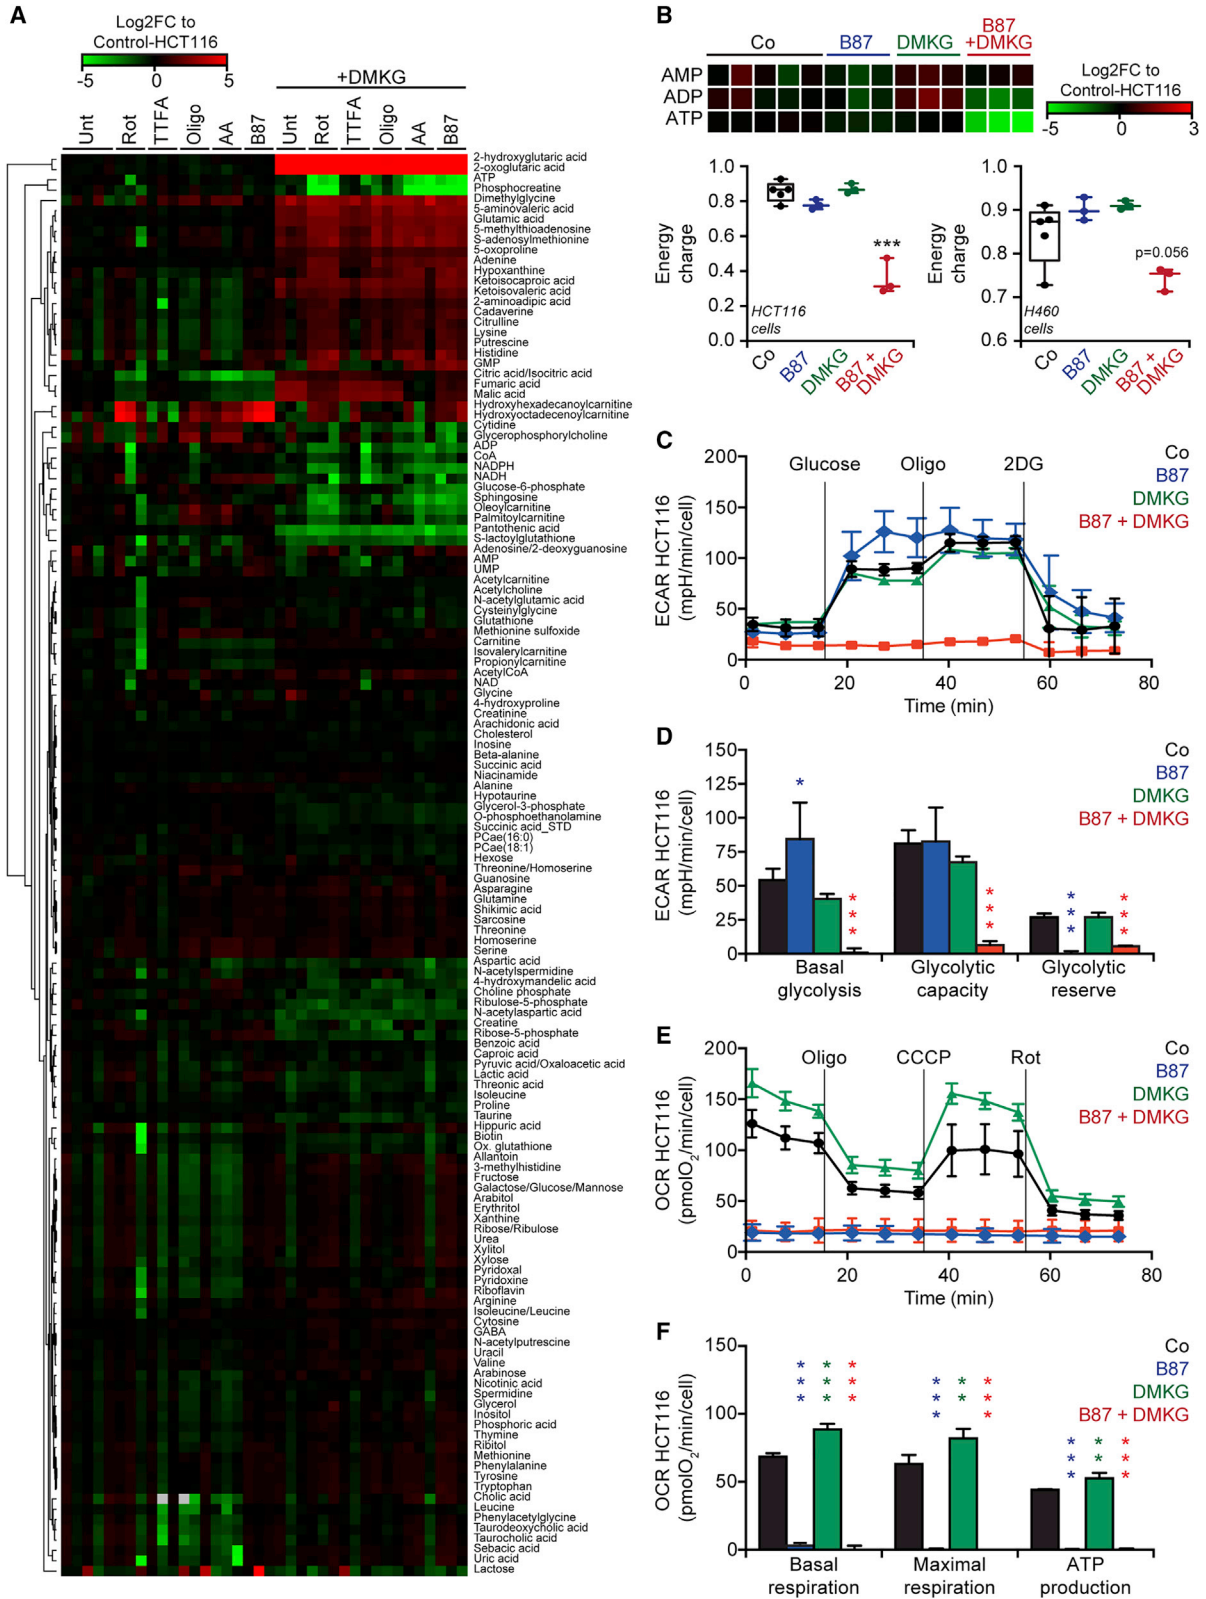 A
Log2FC to
Control-HCT116
-5 0 5
+DMKG
Unt Rot TTFA Oligo AA B87 Unt Rot TTFA Oligo AA B87
2-hydroxyglutaric acid
2-oxoglutaric acid
ATP
Phosphocreatine
Dimethylglycine
5-aminovaleric acid
Glutamic acid
5-methylthioadenosine
S-adenosylmethionine
5-oxoproline
Adenine
Hypoxanthine
Ketoisocaproic acid
Ketoisovaleric acid
2-aminoadipic acid
Cadaverine
Citrulline
Lysine
Putrescine
Histidine
GMP
Citric acid/Isocitric acid
Fumaric acid
Malic acid
Hydroxyhexadecanoylcarnitine
Hydroxyoctadecenoylcarnitine
Cytidine
Glycerophosphorylcholine
ADP
CoA
NADPH
NADH
Glucose-6-phosphate
Sphingosine
Oleoylcarnitine
Palmitoylcarnitine
Pantothenic acid
S-lactoylglutathione
Adenosine/2-deoxyguanosine
AMP
UMP
Acetylcarnitine
Acetylcholine
N-acetylglutamic acid
Cysteinylglycine
Glutathione
Methionine sulfoxide
Carnitine
Isovalerylcarnitine
Propionylcarnitine
AcetylCoA
NAD
Glycine
4-hydroxyproline
Creatinine
Arachidonic acid
Cholesterol
Inosine
Beta-alanine
Succinic acid
Niacinamide
Alanine
Hypotaurine
Glycerol-3-phosphate
O-phosphoethanolamine
Succinic acid_STD
PCae(16:0)
PCae(18:1)
Hexose
Threonine/Homoserine
Guanosine
Asparagine
Glutamine
Shikimic acid
Sarcosine
Threonine
Homoserine
Serine
Aspartic acid
N-acetylspermidine
4-hydroxymandelic acid
Choline phosphate
Ribulose-5-phosphate
N-acetylaspartic acid
Creatine
Ribose-5-phosphate
Benzoic acid
Caproic acid
Pyruvic acid/Oxaloacetic acid
Lactic acid
Threonic acid
Isoleucine
Proline
Taurine
Hippuric acid
Biotin
Ox. glutathione
Allantoin
3-methylhistidine
Fructose
Galactose/Glucose/Mannose
Arabitol
Erythritol
Xanthine
Ribose/Ribulose
Urea
Xylitol
Xylose
Pyridoxal
Pyridoxine
Riboflavin
Arginine
Isoleucine/Leucine
Cytosine
GABA
N-acetylputrescine
Uracil
Valine
Arabinose
Nicotinic acid
Spermidine
Glycerol
Inositol
Phosphoric acid
Thymine
Ribitol
Methionine
Phenylalanine
Tyrosine
Tryptophan
Cholic acid
Leucine
Phenylacetylglycine
Taurodeoxycholic acid
Taurocholic acid
Sebacic acid
Uric acid
Lactose
B
Co B87 DMKG B87
+DMKG
AMP
ADP
ATP
Log2FC to
Control-HCT116
-5 0 3
Energy
charge
1.0
0.8
0.6
0.4
0.2
0.0
***
HCT116
cells
Co B87 DMKG B87 +
DMKG
Energy
charge
1.0
0.9
0.8
0.7
0.6
p=0.056
H460
cells
Co B87 DMKG B87 +
DMKG
C
ECAR HCT116
(mpH/min/cell)
200
150
100
50
0
Glucose Oligo 2DG
Co
B87
DMKG
B87 + DMKG
0 20 40 60 80
Time (min)
D
ECAR HCT116
(mpH/min/cell)
150
125
100
75
50
25
0
Co
B87
DMKG
B87 + DMKG
* *** *** *** ***
Basal
glycolysis
Glycolytic
capacity
Glycolytic
reserve
E
OCR HCT116
(pmolO2/min/cell)
200
150
100
50
0
Oligo CCCP Rot
Co
B87
DMKG
B87 + DMKG
0 20 40 60 80
Time (min)
F
OCR HCT116
(pmolO2/min/cell)
150
100
50
0
Co
B87
DMKG
B87 + DMKG
*** *** *** *** ** *** *** ** ***
Basal
respiration
Maximal
respiration
ATP
production